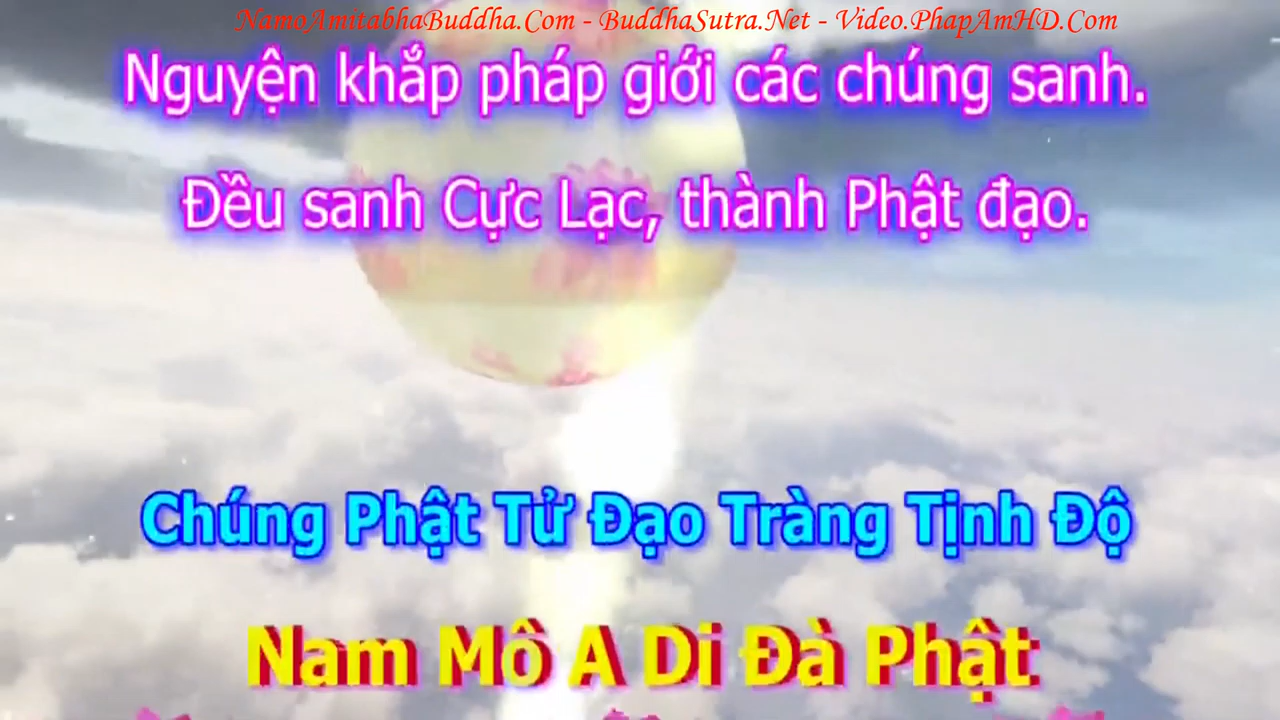 NamoAmitabhaBuddha.Com - BuddhaSutra.Net - Video.PhapAmHD.Com
Nguyện khắp pháp giới các chúng sanh.
Đều sanh Cực Lạc, thành Phật đạo.
Chúng Phật Tử Đạo Tràng Tịnh Độ
Nam Mô A Di Đà Phật